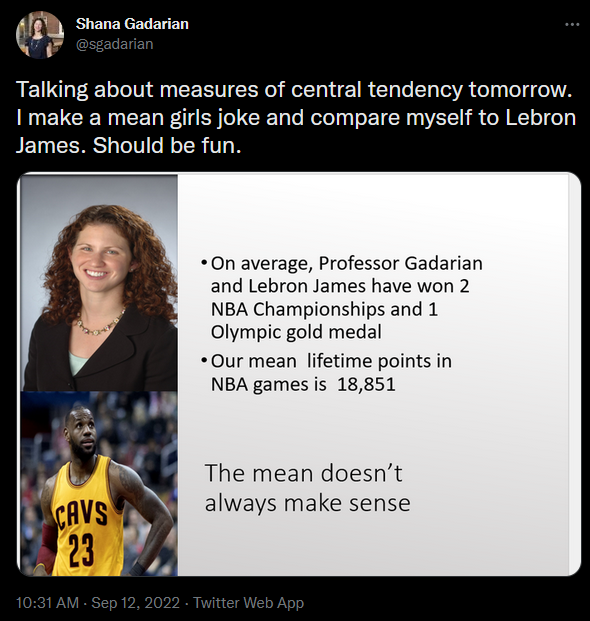 Shana Gadarian
@sgadarian
Talking about measures of central tendency tomorrow.
I make a mean girls joke and compare myself to Lebron
James. Should be fun.
•On average, Professor Gadarian
and Lebron James have won 2
NBA Championships and 1
Olympic gold medal
•Our mean lifetime points in
NBA games is 18,851
The mean doesn't
always make sense
CAVS
23
10:31 AM · Sep 12, 2022 · Twitter Web App